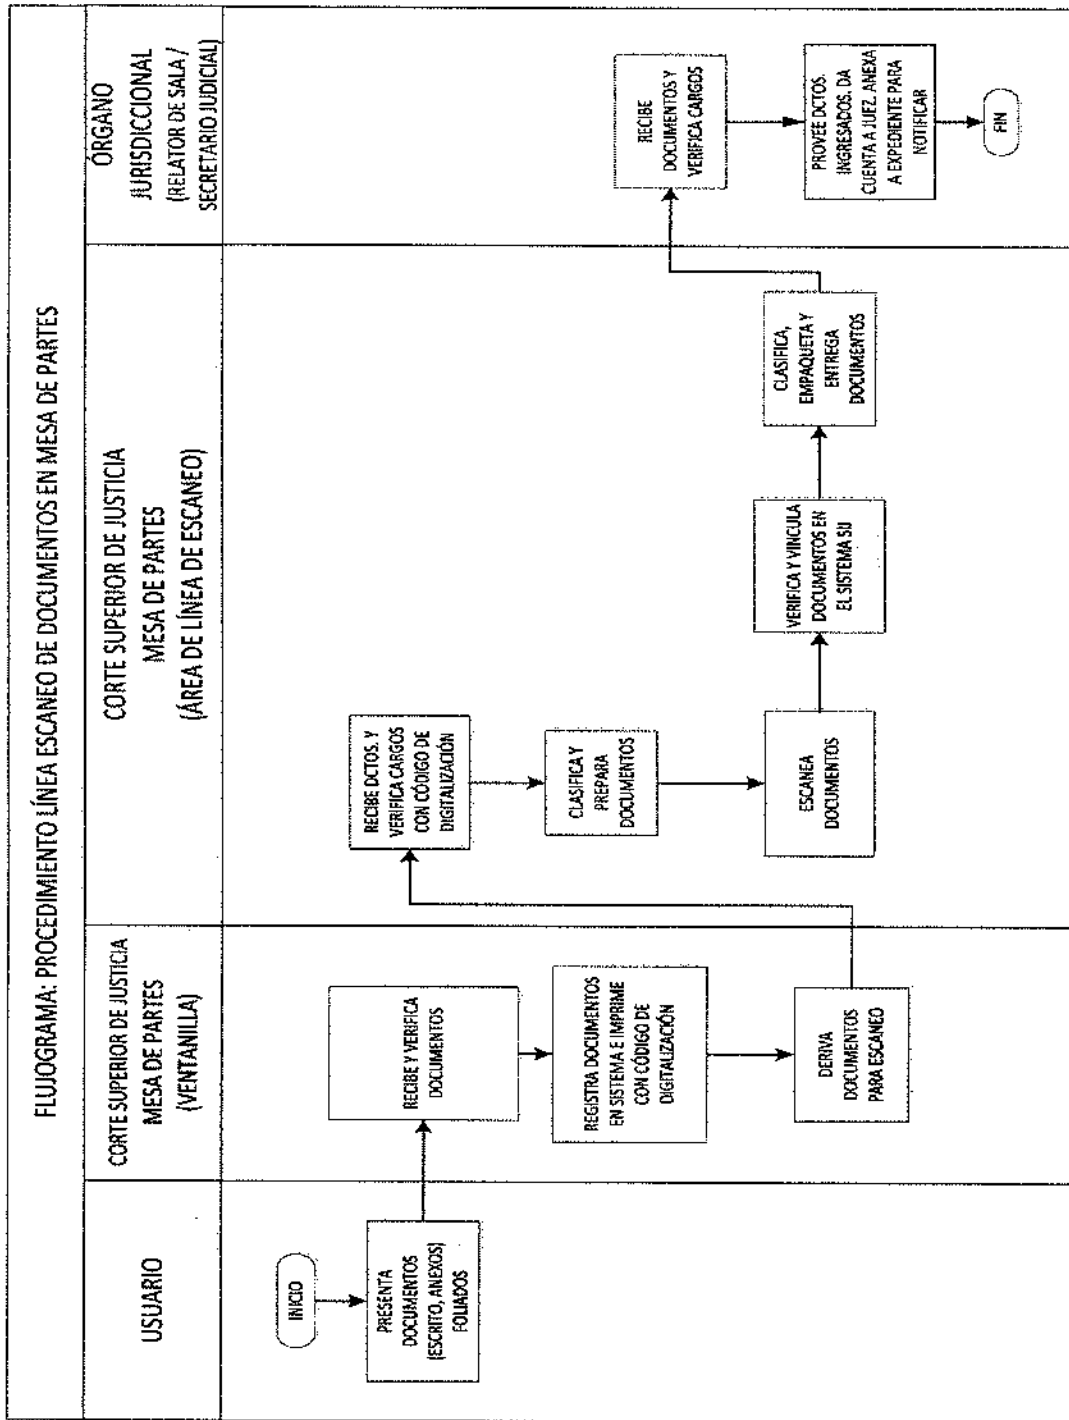 FLUJOGRAMA: PROCEDIMIENTO LÍNEA ESCANEO DE DOCUMENTOS EN MESA DE PARTES
USUARIO
CORTE SUPERIOR DE JUSTICIA
MESA DE PARTES
(VENTANILLA)
CORTE SUPERIOR DE JUSTICIA
MESA DE PARTES
(ÁREA DE LÍNEA DE ESCANEO)
ÓRGANO
JURISDICCIONAL
(RELATOR DE SALA /
SECRETARIO JUDICIAL)
INICIO
PRESENTA
DOCUMENTOS
(ESCRITO, ANEXOS)
FOLIADOS
RECIBE Y VERIFICA
DOCUMENTOS
REGISTRA DOCUMENTOS
EN SISTEMA E IMPRIME
CON CÓDIGO DE
DIGITALIZACIÓN
DERIVA
DOCUMENTOS
PARA ESCANEO
RECIBE DCTOS. Y
VERIFICA CARGOS
CON CÓDIGO DE
DIGITALIZACIÓN
CLASIFICA Y
PREPARA
DOCUMENTOS
ESCANEA
DOCUMENTOS
VERIFICA Y VINCULA
DOCUMENTOS EN
EL SISTEMA SIJ
CLASIFICA,
EMPAQUETA Y
ENTREGA
DOCUMENTOS
RECIBE
DOCUMENTOS Y
VERIFICA CARGOS
PROVEE DCTOS.
INGRESADOS. DA
CUENTA A JUEZ. ANEXA
A EXPEDIENTE PARA
NOTIFICAR
FIN